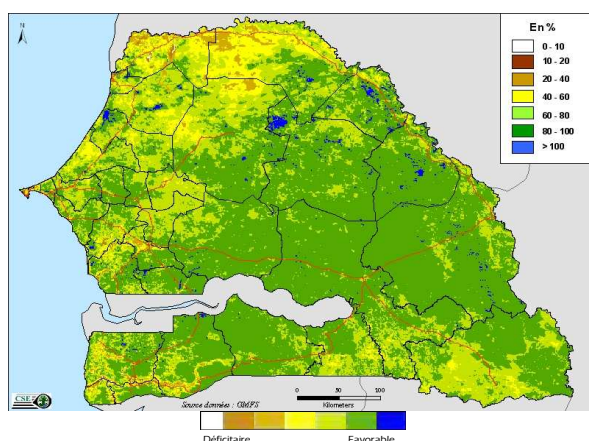 N
En %
0 - 10
10 - 20
20 - 40
40 - 60
60 - 80
80 - 100
> 100
CSE
Source données : GMFS
0 50 100
Kilometers
Déficitaire Favorable